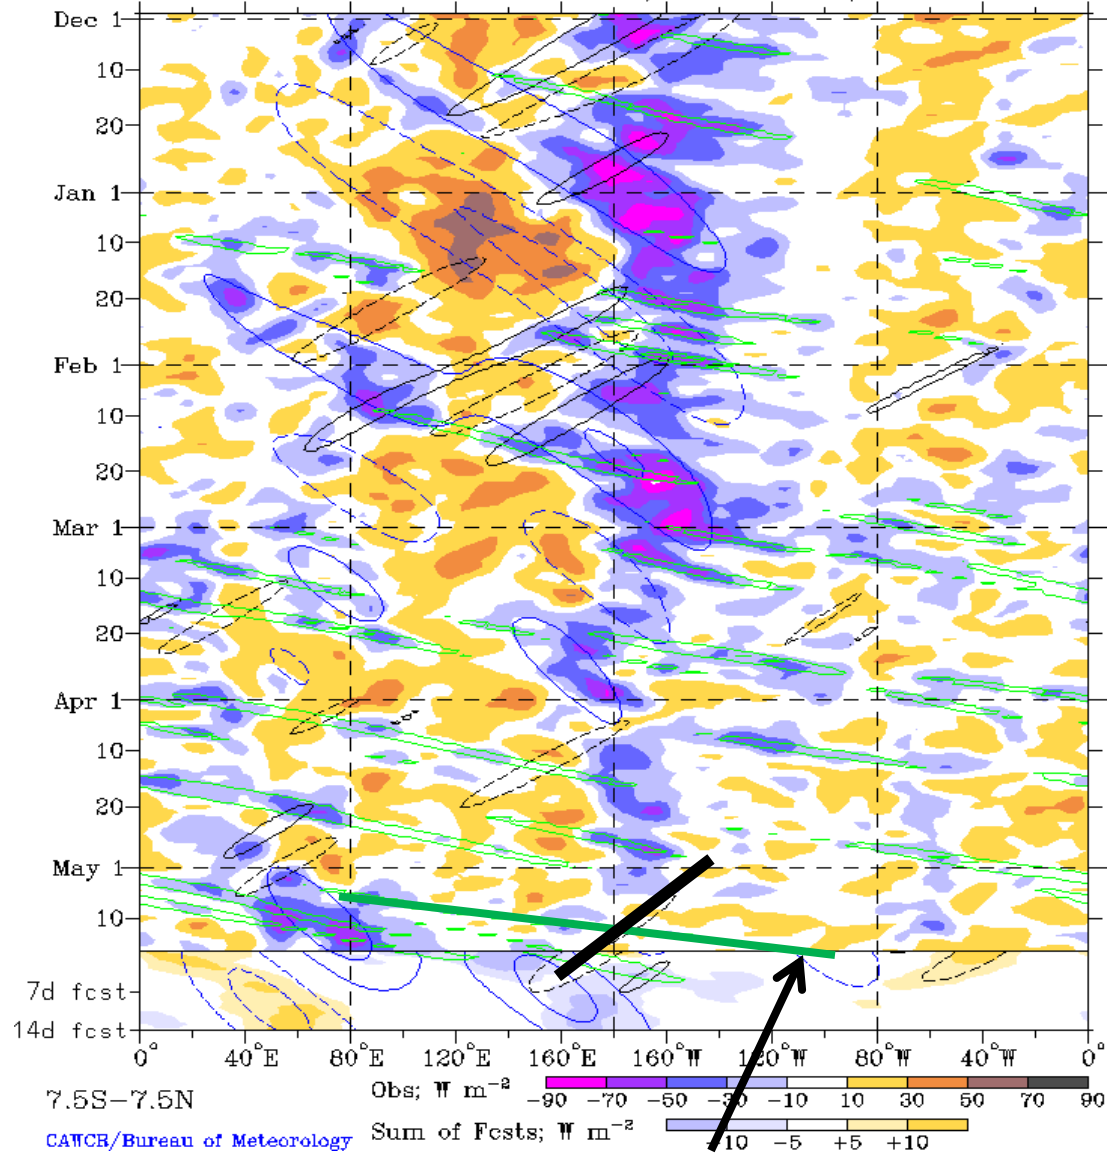 Dec 1
10
20
Jan 1
10
20
Feb 1
10
20
Mar 1
10
20
Apr 1
10
20
May 1
10
7d fcst
14d fcst
0° 40°E 80°E 120°E 160°E 160°W 120°W 80°W 40°W 0°
7.5S-7.5N
Obs; W m-2
-90 -70 -50 -30 -10 10 30 50 70 90
CAWCR/Bureau of Meteorology
Sum of Fcsts; W m-2
-10 -5 +5 +10